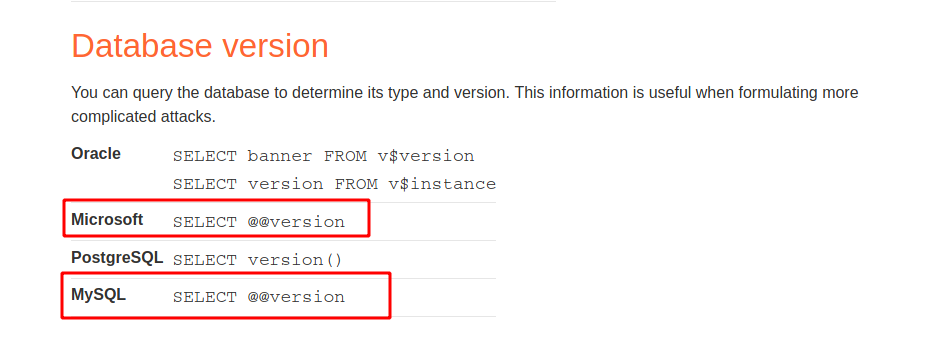 Database version
You can query the database to determine its type and version. This information is useful when formulating more
complicated attacks.
Oracle SELECT banner FROM v$version
SELECT version FROM v$instance
Microsoft SELECT @@version
PostgreSQL SELECT version()
MySQL SELECT @@version